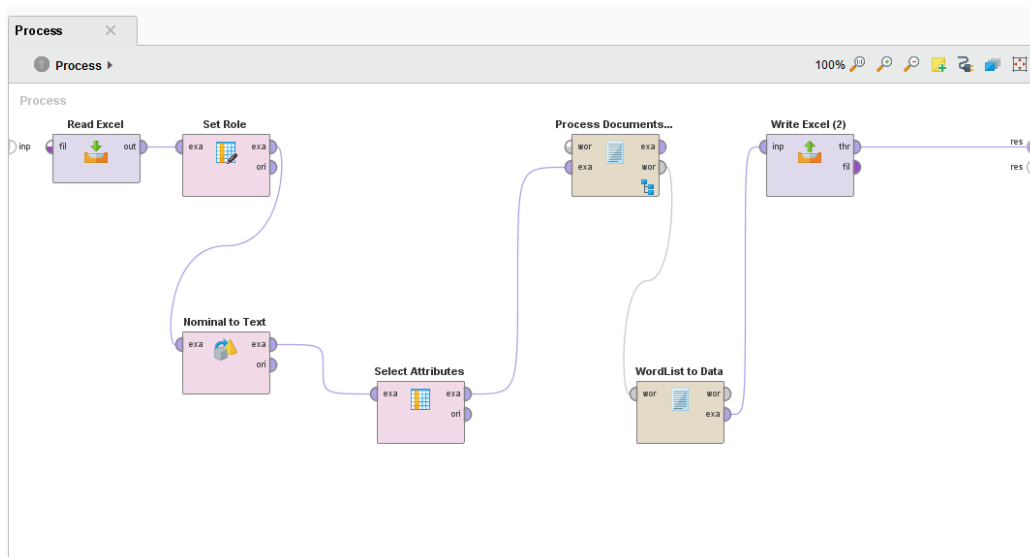 Process
Process
100%
Process
Read Excel
inp fil out
Set Role
exa exa
ori
Process Documents...
wor exa
exa wor
Write Excel (2)
inp thr
fil
res
res
Nominal to Text
exa exa
ori
Select Attributes
exa exa
ori
WordList to Data
wor wor
exa